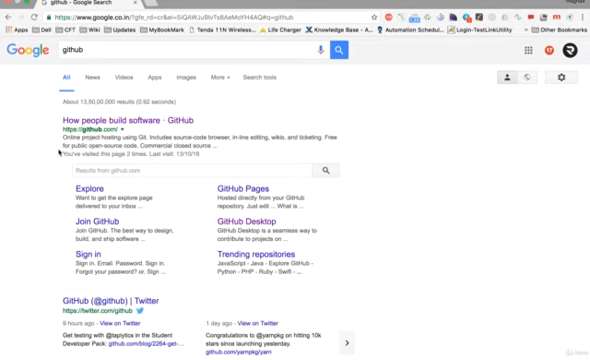 github - Google Search
https://www.google.co.in/?gfe_rd=cr&ei=
=github
Apps Dell CFT Wiki Updates MyBookMark Tenda 11N Wireless... Life Charger Knowledge Base - A... Automation Schedul... Login-TestLinkUtility » Other Bookmarks
Google github
All News Videos Apps Images More Search tools
About 13,50,00,000 results (0.92 seconds)
How people build software · GitHub
https://github.com/
Online project hosting using Git. Includes source-code browser, in-line editing, wikis, and ticketing. Free
for public open-source code. Commercial closed source ...
You've visited this page 2 times. Last visit: 13/10/16
Results from github.com
Explore
Want to get the explore page
delivered to your inbox ...
GitHub Pages
Hosted directly from your GitHub
repository. Just edit ... What is ...
Join GitHub
Join GitHub. The best way to design,
build, and ship software ...
GitHub Desktop
GitHub Desktop is a seamless way to
contribute to projects on ...
Sign in
Sign in. Email. Password. Sign in.
Forgot your password? or. Sign ...
Trending repositories
JavaScript - Java - Explore GitHub -
Python - PHP - Ruby - Swift - ...
GitHub (@github) | Twitter
https://twitter.com/github
9 hours ago - View on Twitter
Get testing with @taplytics in the Student
Developer Pack: github.com/blog/2264-get-...
1 day ago - View on Twitter
Congratulations to @yarnpkg on hitting 10k
stars since launching yesterday.
github.com/yarnpkg/yarn